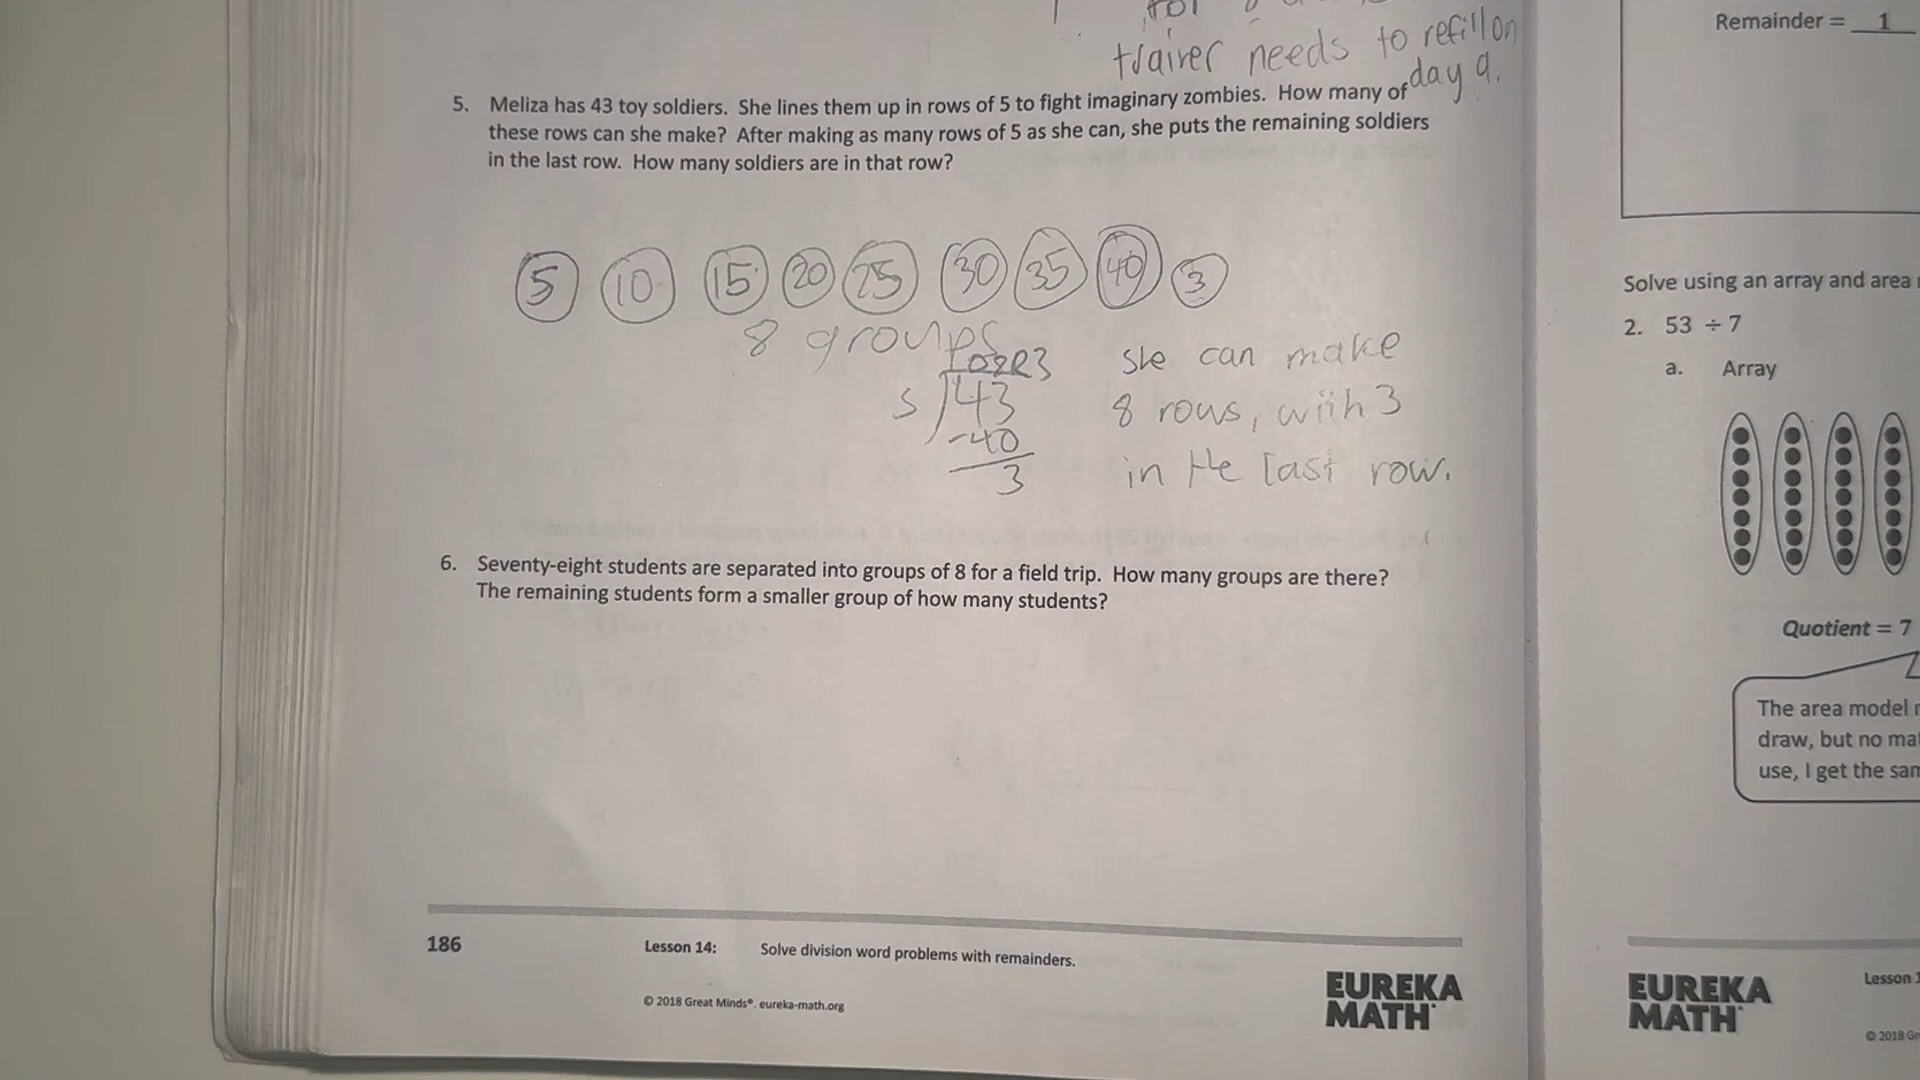 trainer needs to refill on
day 9.
5. Meliza has 43 toy soldiers. She lines them up in rows of 5 to fight imaginary zombies. How many of
these rows can she make? After making as many rows of 5 as she can, she puts the remaining soldiers
in the last row. How many soldiers are in that row?
5 10 15 20 25 30 35 40 3
8 groups
08R3
5 43
-40
3
she can make
8 rows, with 3
in the last row.
6. Seventy-eight students are separated into groups of 8 for a field trip. How many groups are there?
The remaining students form a smaller group of how many students?
186
Lesson 14: Solve division word problems with remainders.
© 2018 Great Minds®. eureka-math.org
EUREKA
MATH
Remainder = 1
Solve using an array and area
2. 53 ÷ 7
a. Array
Quotient = 7
The area model
draw, but no
use, I get the
EUREKA
MATH
Lesson
© 2018